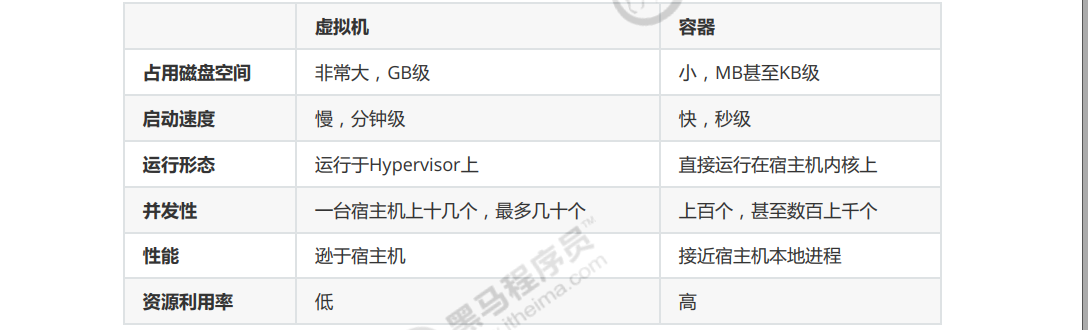 虚拟机 容器
占用磁盘空间 非常大，GB级 小，MB甚至KB级
启动速度 慢，分钟级 快，秒级
运行形态 运行于Hypervisor上 直接运行在宿主机内核上
并发性 一台宿主机上十几个，最多几十个 上百个，甚至数百上千个
性能 逊于宿主机 接近宿主机本地进程
资源利用率 低 高
黑马程序员™
itheima.com